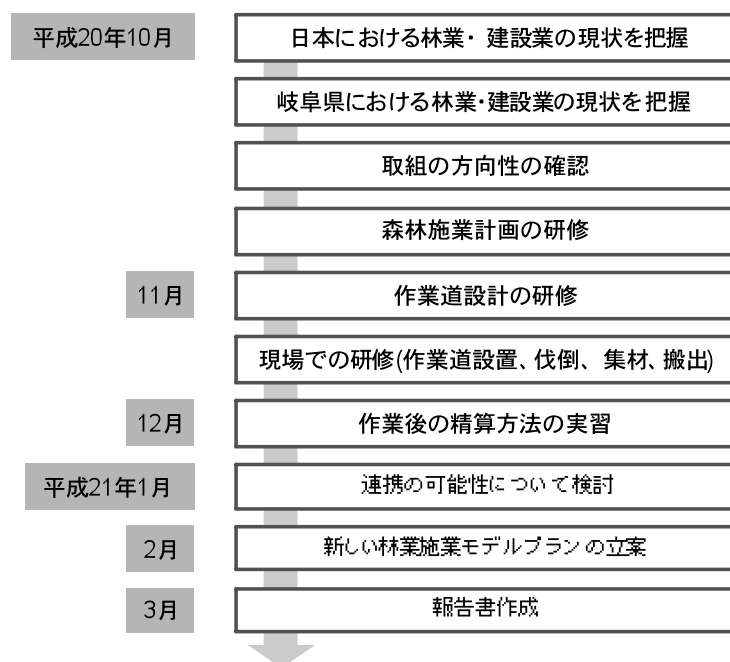 平成20年10月
日本における林業・建設業の現状を把握
岐阜県における林業・建設業の現状を把握
取組の方向性の確認
森林施業計画の研修
11月
作業道設計の研修
現場での研修(作業道設置、伐倒、集材、搬出)
12月
作業後の精算方法の実習
平成21年1月
連携の可能性について検討
2月
新しい林業施業モデルプランの立案
3月
報告書作成